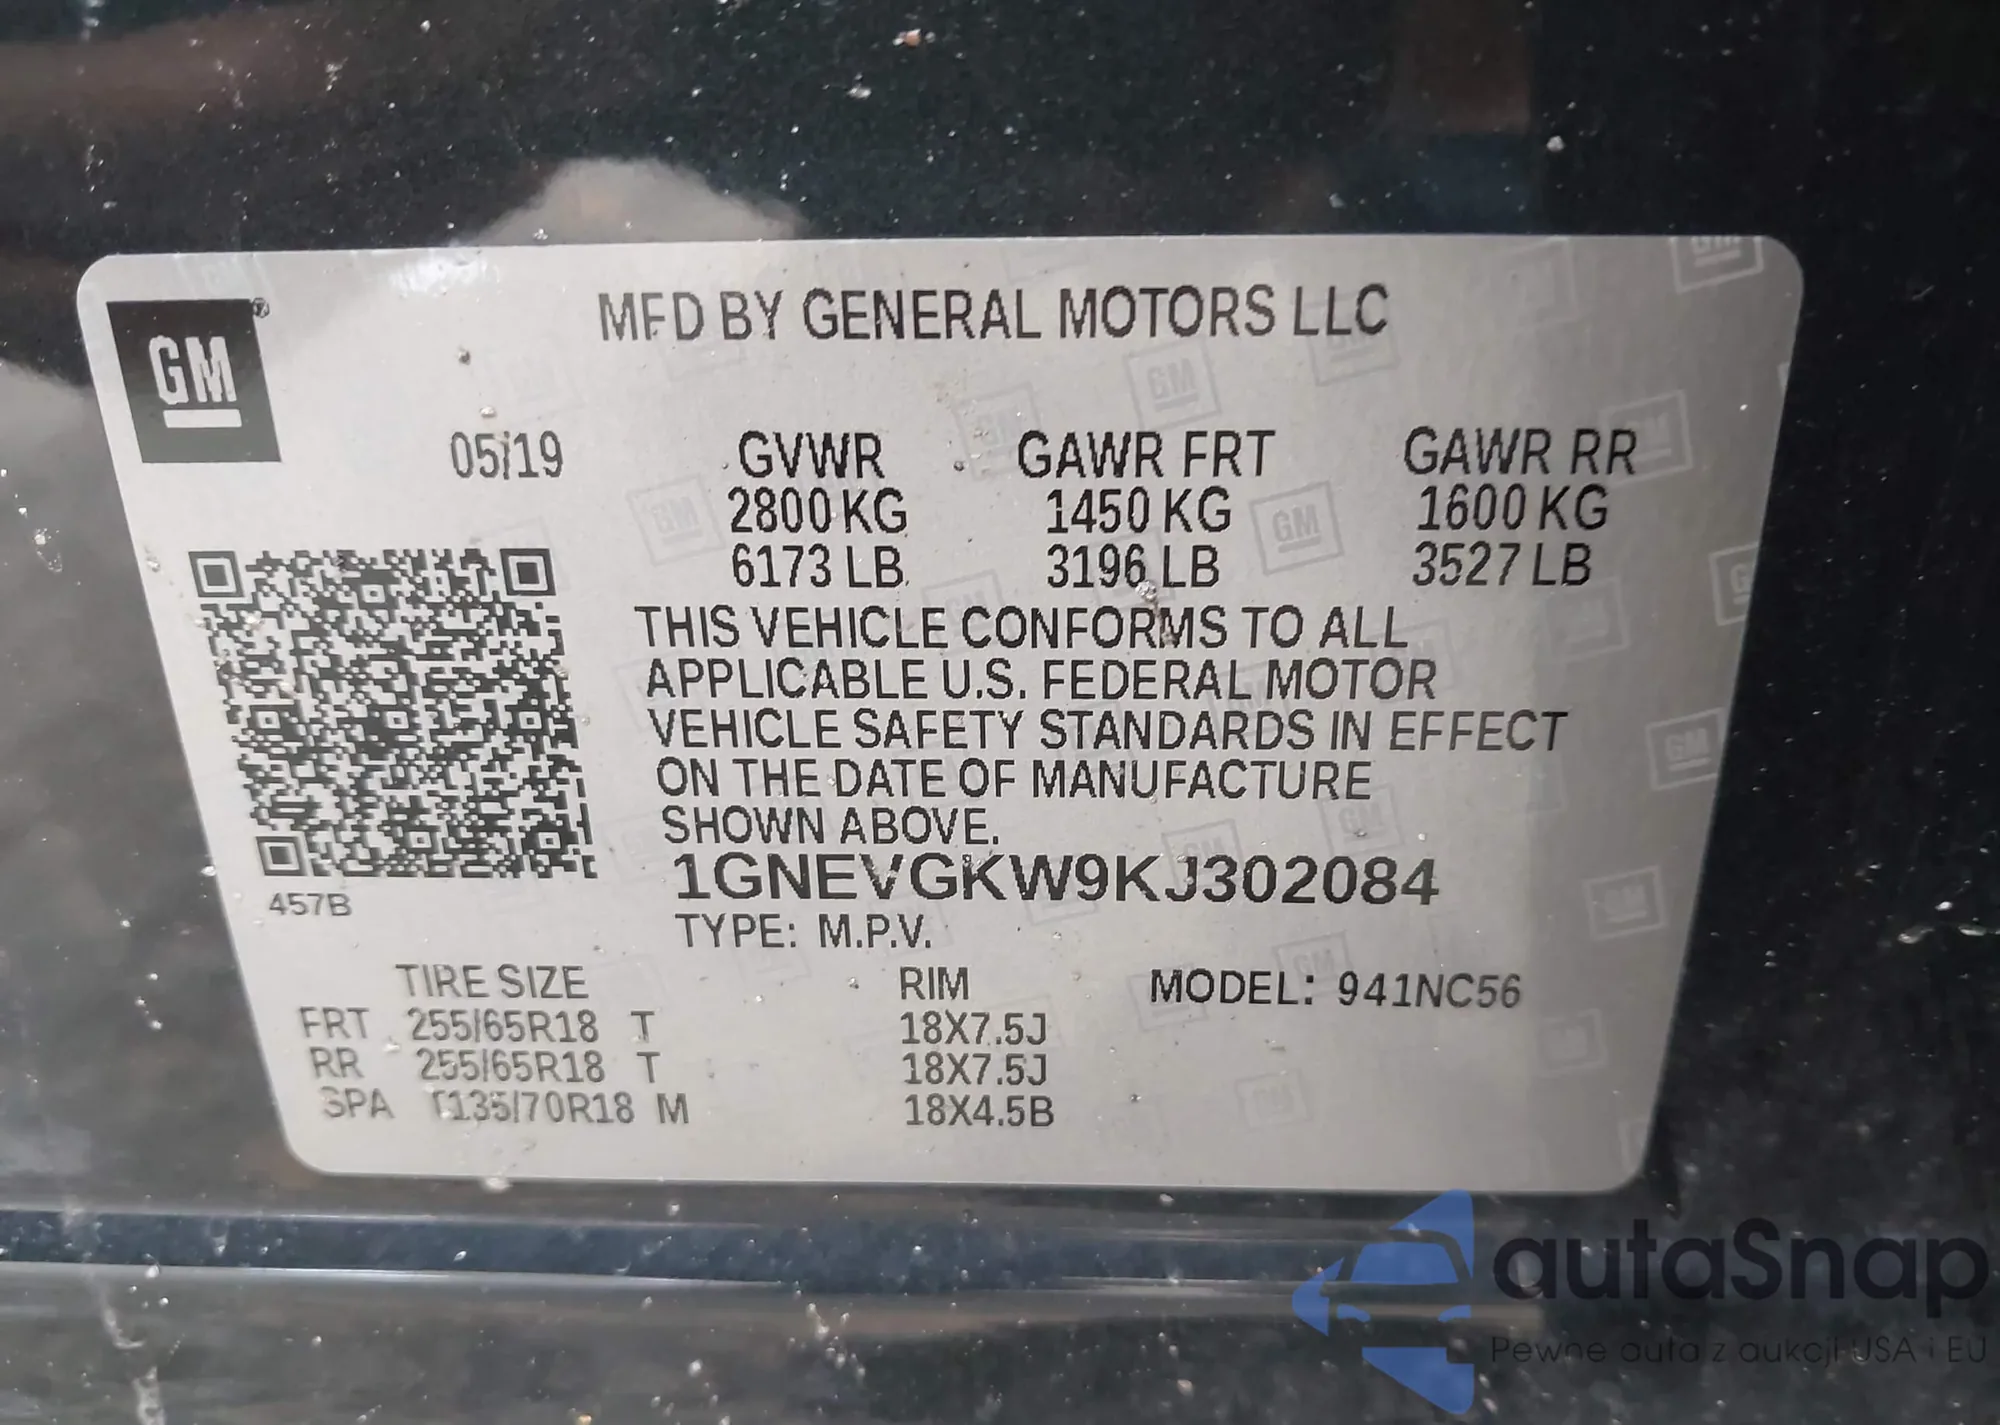 GM ®
MFD BY GENERAL MOTORS LLC
05/19 GVWR GAWR FRT GAWR RR
2800 KG 1450 KG 1600 KG
6173 LB 3196 LB 3527 LB
THIS VEHICLE CONFORMS TO ALL
APPLICABLE U.S. FEDERAL MOTOR
VEHICLE SAFETY STANDARDS IN EFFECT
ON THE DATE OF MANUFACTURE
SHOWN ABOVE.
1GNEVGKW9KJ302084
457B
TYPE: M.P.V.
TIRE SIZE RIM MODEL: 941NC56
FRT 255/65R18 T 18X7.5J
RR 255/65R18 T 18X7.5J
SPA T135/70R18 M 18X4.5B
autaSnap
Pewne auta z aukcji USA i EU